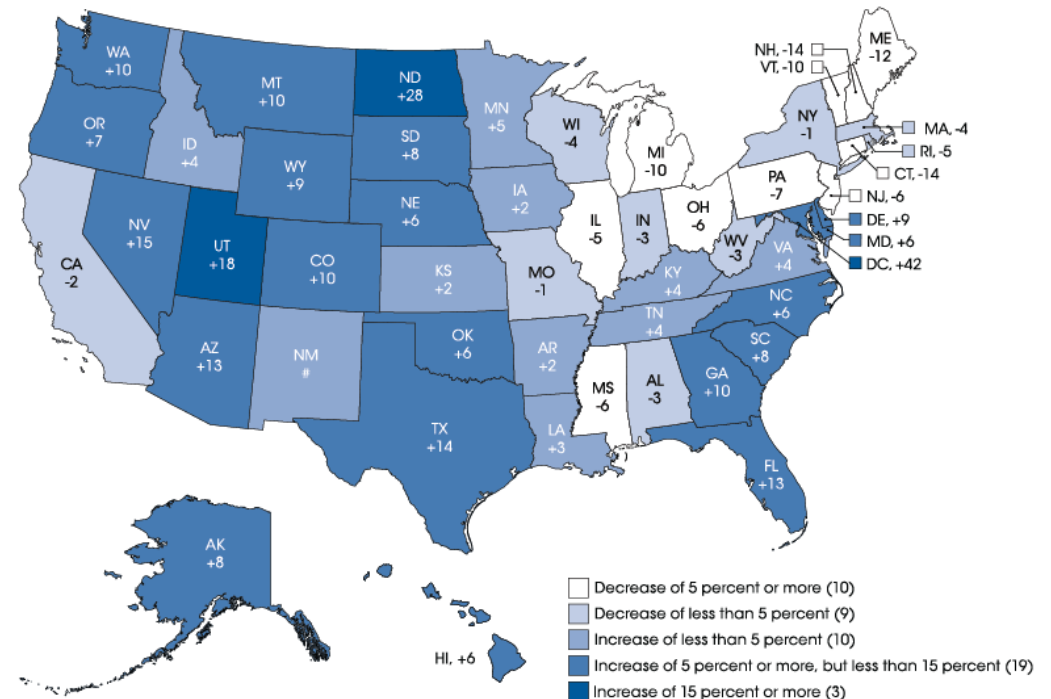 WA
+10
OR
+7
ID
+4
MT
+10
ND
+28
MN
+5
SD
+8
WY
+9
NE
+6
IA
+2
WI
-4
MI
-10
NV
+15
UT
+18
CO
+10
KS
+2
CA
-2
MO
-1
IL
-5
IN
-3
OH
-6
WV
-3
KY
+4
VA
+4
PA
-7
NY
-1
ME
-12
NH, -14
VT, -10
MA, -4
RI, -5
CT, -14
NJ, -6
DE, +9
MD, +6
DC, +42
AZ
+13
NM
#
OK
+6
AR
+2
TN
+4
NC
+6
SC
+8
TX
+14
LA
+3
MS
-6
AL
-3
GA
+10
FL
+13
AK
+8
HI, +6
Decrease of 5 percent or more (10)
Decrease of less than 5 percent (9)
Increase of less than 5 percent (10)
Increase of 5 percent or more, but less than 15 percent (19)
Increase of 15 percent or more (3)